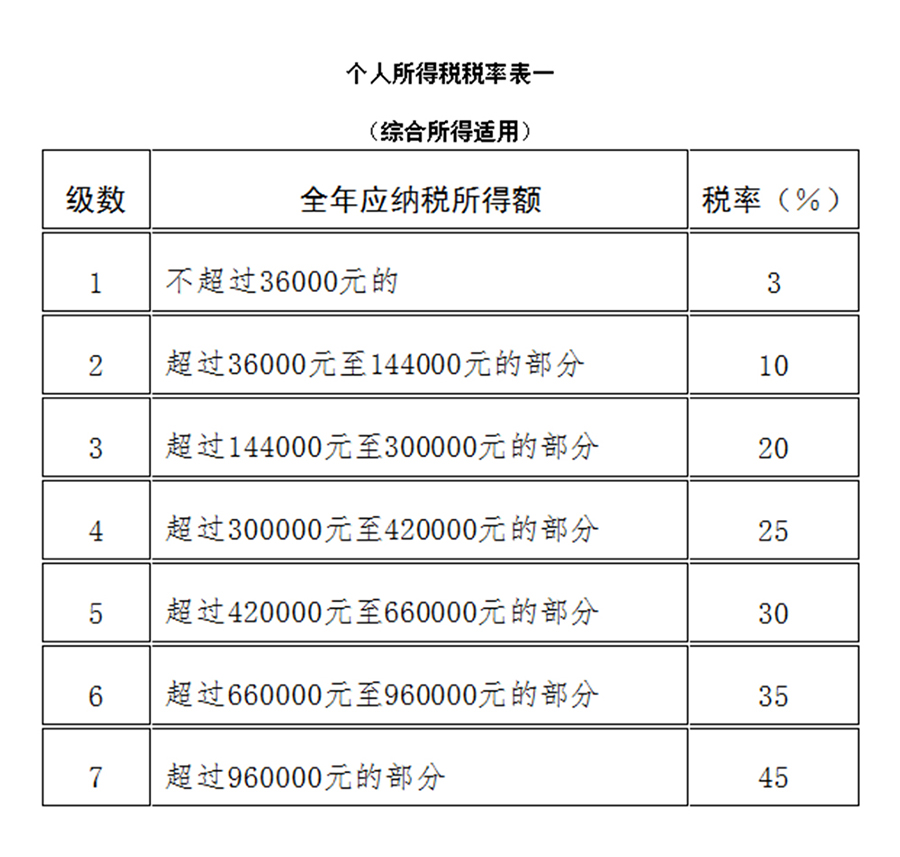 个人所得税税率表一
（综合所得适用）
级数 全年应纳税所得额 税率（%）
1 不超过36000元的 3
2 超过36000元至144000元的部分 10
3 超过144000元至300000元的部分 20
4 超过300000元至420000元的部分 25
5 超过420000元至660000元的部分 30
6 超过660000元至960000元的部分 35
7 超过960000元的部分 45